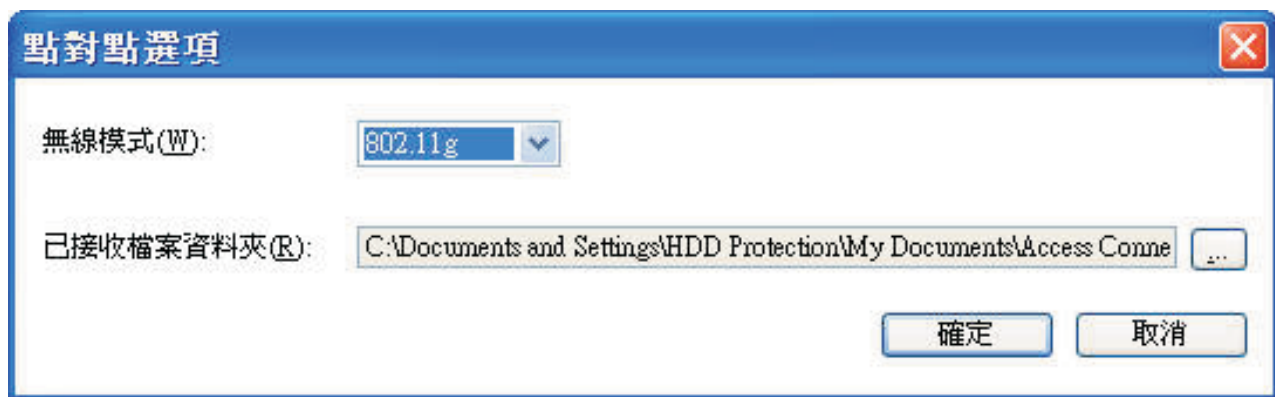 點對點選項
無線模式(W): 802.11g
已接收檔案資料夾(R): C:\Documents and Settings\HDD Protection\My Documents\Access Conne ...
確定 取消